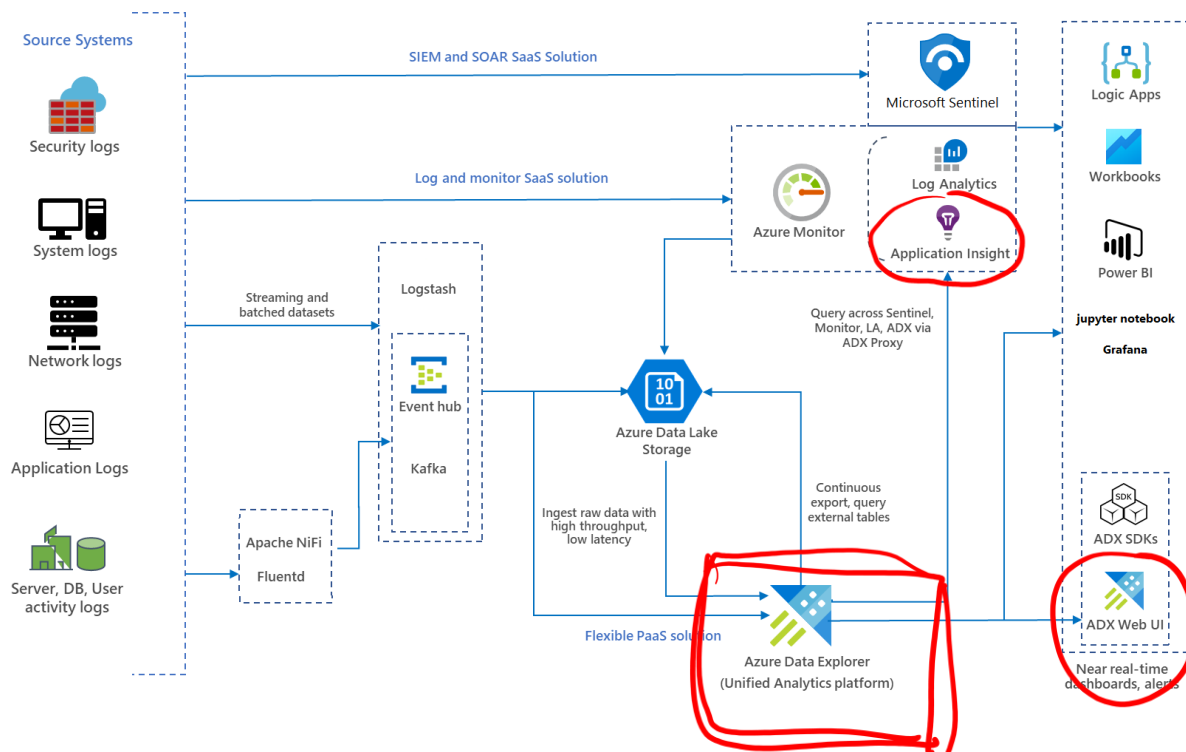 Source Systems
Security logs
System logs
Network logs
Application Logs
Server, DB, User
activity logs
SIEM and SOAR SaaS Solution
Log and monitor SaaS solution
Streaming and
batched datasets
Apache NiFi
Fluentd
Logstash
Event hub
Kafka
Microsoft Sentinel
Azure Monitor
Log Analytics
Application Insight
Query across Sentinel,
Monitor, LA, ADX via
ADX Proxy
10
01
Azure Data Lake
Storage
Ingest raw data with
high throughput,
low latency
Continuous
export, query
external tables
Flexible PaaS solution
Azure Data Explorer
(Unified Analytics platform)
Logic Apps
Workbooks
Power BI
jupyter notebook
Grafana
SDK
ADX SDKs
ADX Web UI
Near real-time
dashboards, alerts